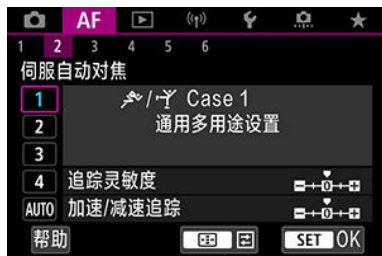 AF
1 2 3 4 5 6
伺服自动对焦
1 / Case 1
2 通用多用途设置
3
4 追踪灵敏度 0
AUTO 加速/减速追踪 0
帮助 SET OK